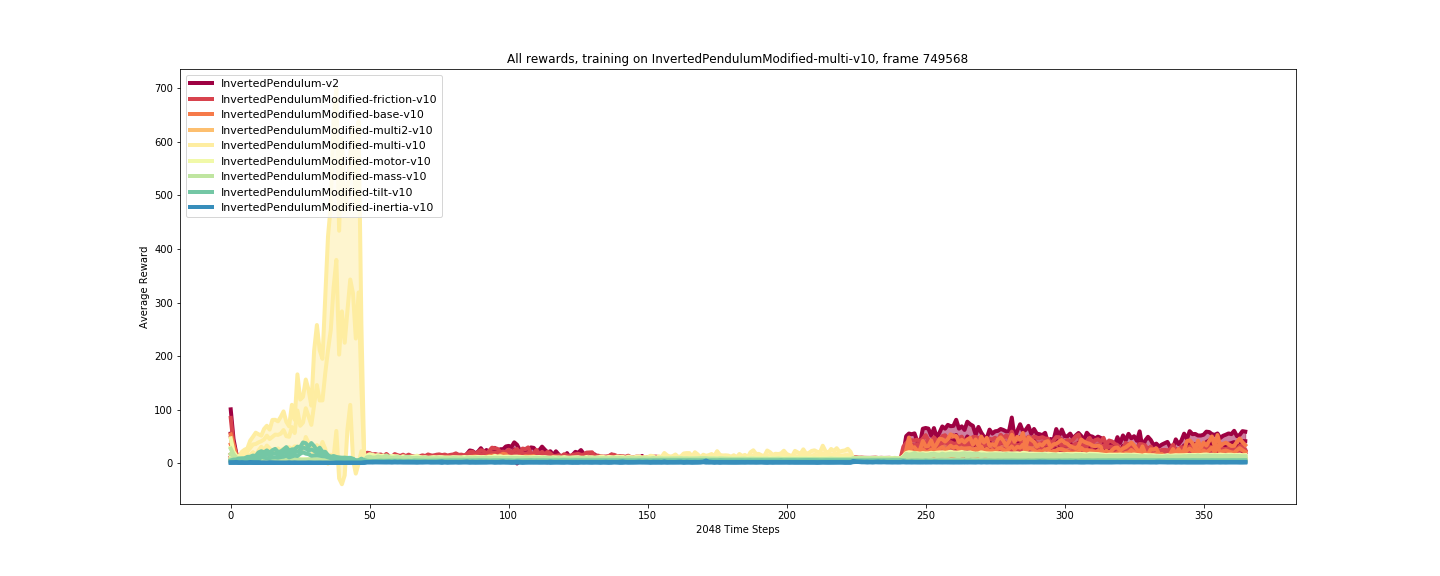 All rewards, training on InvertedPendulumModified-multi-v10, frame 749568
InvertedPendulum-v2
InvertedPendulumModified-friction-v10
InvertedPendulumModified-base-v10
InvertedPendulumModified-multi2-v10
InvertedPendulumModified-multi-v10
InvertedPendulumModified-motor-v10
InvertedPendulumModified-mass-v10
InvertedPendulumModified-tilt-v10
InvertedPendulumModified-inertia-v10
Average Reward
700
600
500
400
300
200
100
0
0 50 100 150 200 250 300 350
2048 Time Steps